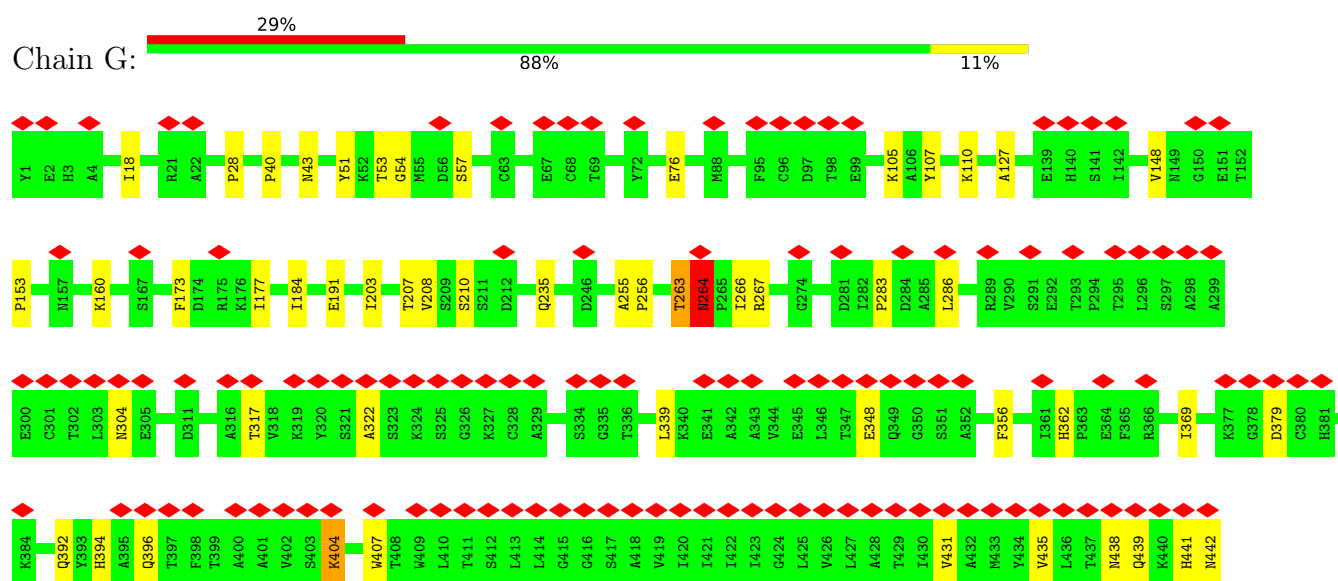 29%
Chain G:
88% 11%
Y1 E2 H3 A4 I18 R21 A22 P28 P40 N43 Y51 K52 T53 G54 N55 D56 S57 C63 E67 C68 T69 Y72 E76 M88 F95 C96 D97 T98 E99 K105 A106 Y107 K110 A127 E139 H140 S141 I142 V148 N149 G150 E151 T152
P153 N157 K160 S167 F173 D174 R175 K176 I177 I184 E191 I203 T207 V208 S209 S210 S211 D212 Q235 D246 A255 P256 T263 N264 P265 I266 R267 G274 D281 I282 P283 D284 A285 L286 R289 V290 S291 E292 T293 P294 T295 L296 S297 A298 A299
E300 C301 T302 L303 N304 E305 D311 A316 T317 V318 K319 Y320 S321 A322 S323 K324 S325 G326 K327 C328 A329 S334 G335 T336 L339 K340 E341 A342 A343 V344 E345 L346 T347 E348 Q349 G350 S351 A352 F356 I361 H362 P363 E364 F365 R366 I369 K377 G378 D379 C380 H381
K384 Q392 Y393 H394 A395 Q396 T397 F398 T399 A400 A401 V402 S403 K404 W407 T408 W409 L410 T411 S412 L413 L414 G415 G416 S417 A418 V419 I420 I421 I422 I423 G424 L425 V426 L427 A428 T429 I430 V431 A432 M433 Y434 V435 L436 T437 N438 Q439 K440 H441 N442